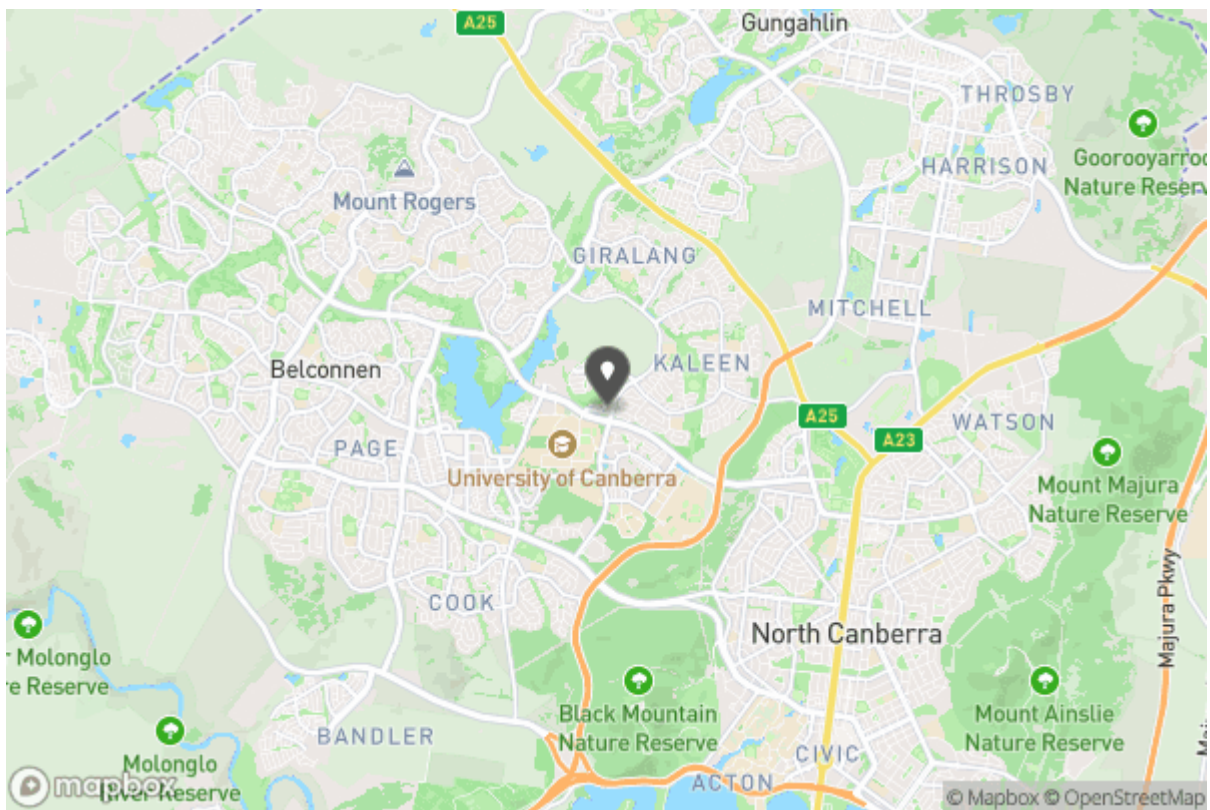 A25
Gungahlin
THROSBY
Goorooyarroo
Nature Reserve
HARRISON
Mount Rogers
GIRALANG
MITCHELL
KALEEN
Belconnen
A25
A23
WATSON
PAGE
University of Canberra
Mount Majura
Nature Reserve
COOK
Majura Pkwy
North Canberra
r Molonglo
re Reserve
Black Mountain
Nature Reserve
Mount Ainslie
Nature Reserve
BANDLER
CIVIC
Molonglo
River Reserve
ACTON
mapbox
© Mapbox © OpenStreetMap